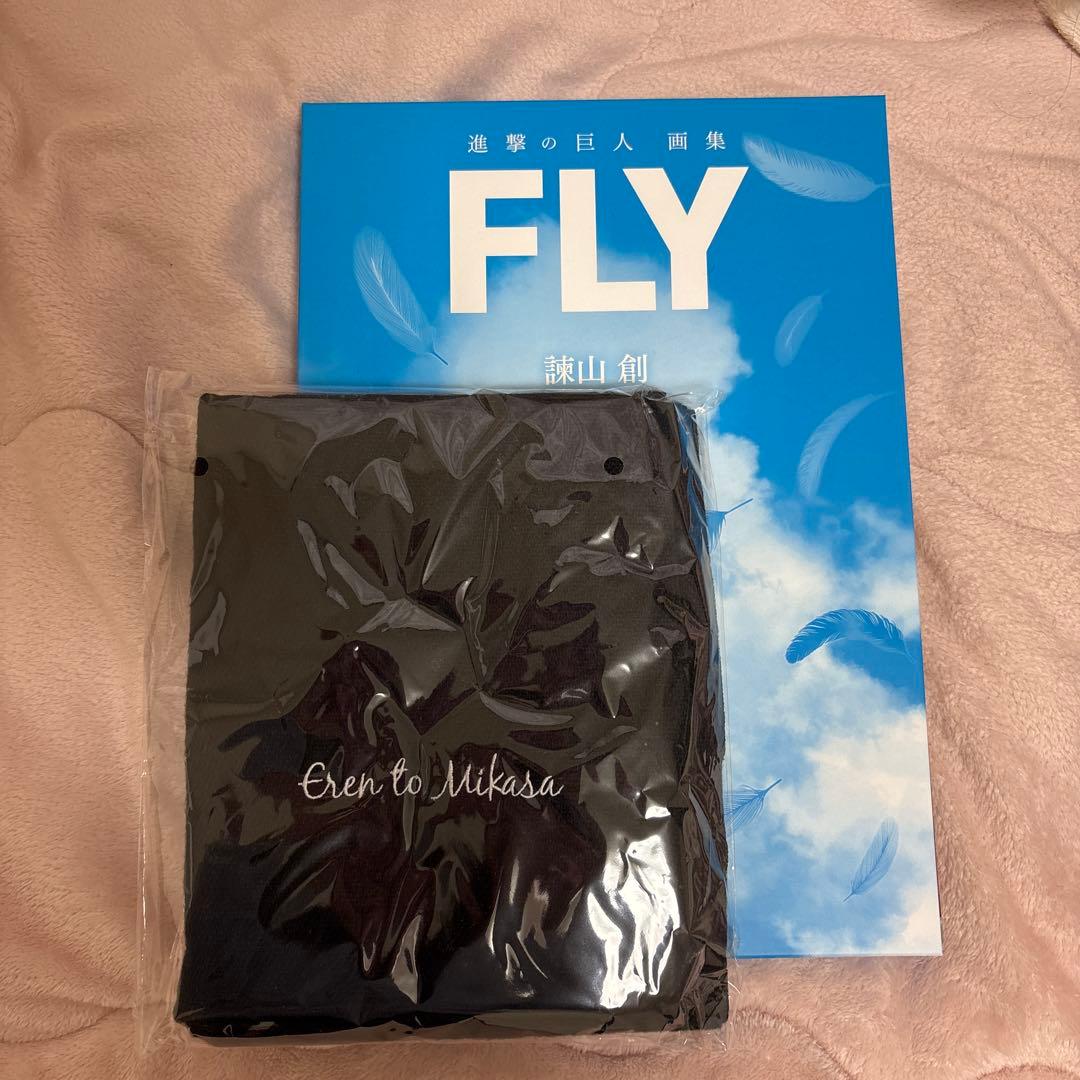 進撃の巨人 画集
FLY
諫山 創
Eren to Mikasa